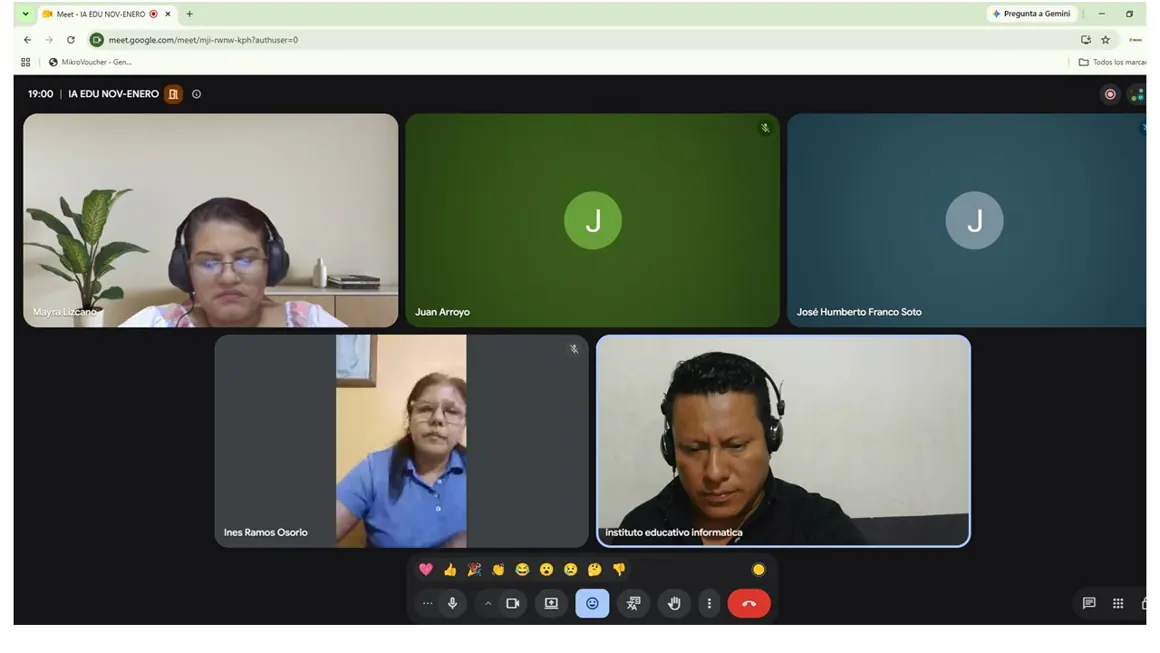 Meet - IA EDU NOV-ENERO
Pregunta a Gemini
meet.google.com/meet/mji-rwnw-kph?authuser=0
MikroVoucher - Gen...
Todos los marca
19:00 | IA EDU NOV-ENERO
Mayra Lizcano
J
Juan Arroyo
J
José Humberto Franco Soto
Ines Ramos Osorio
instituto educativo informatica